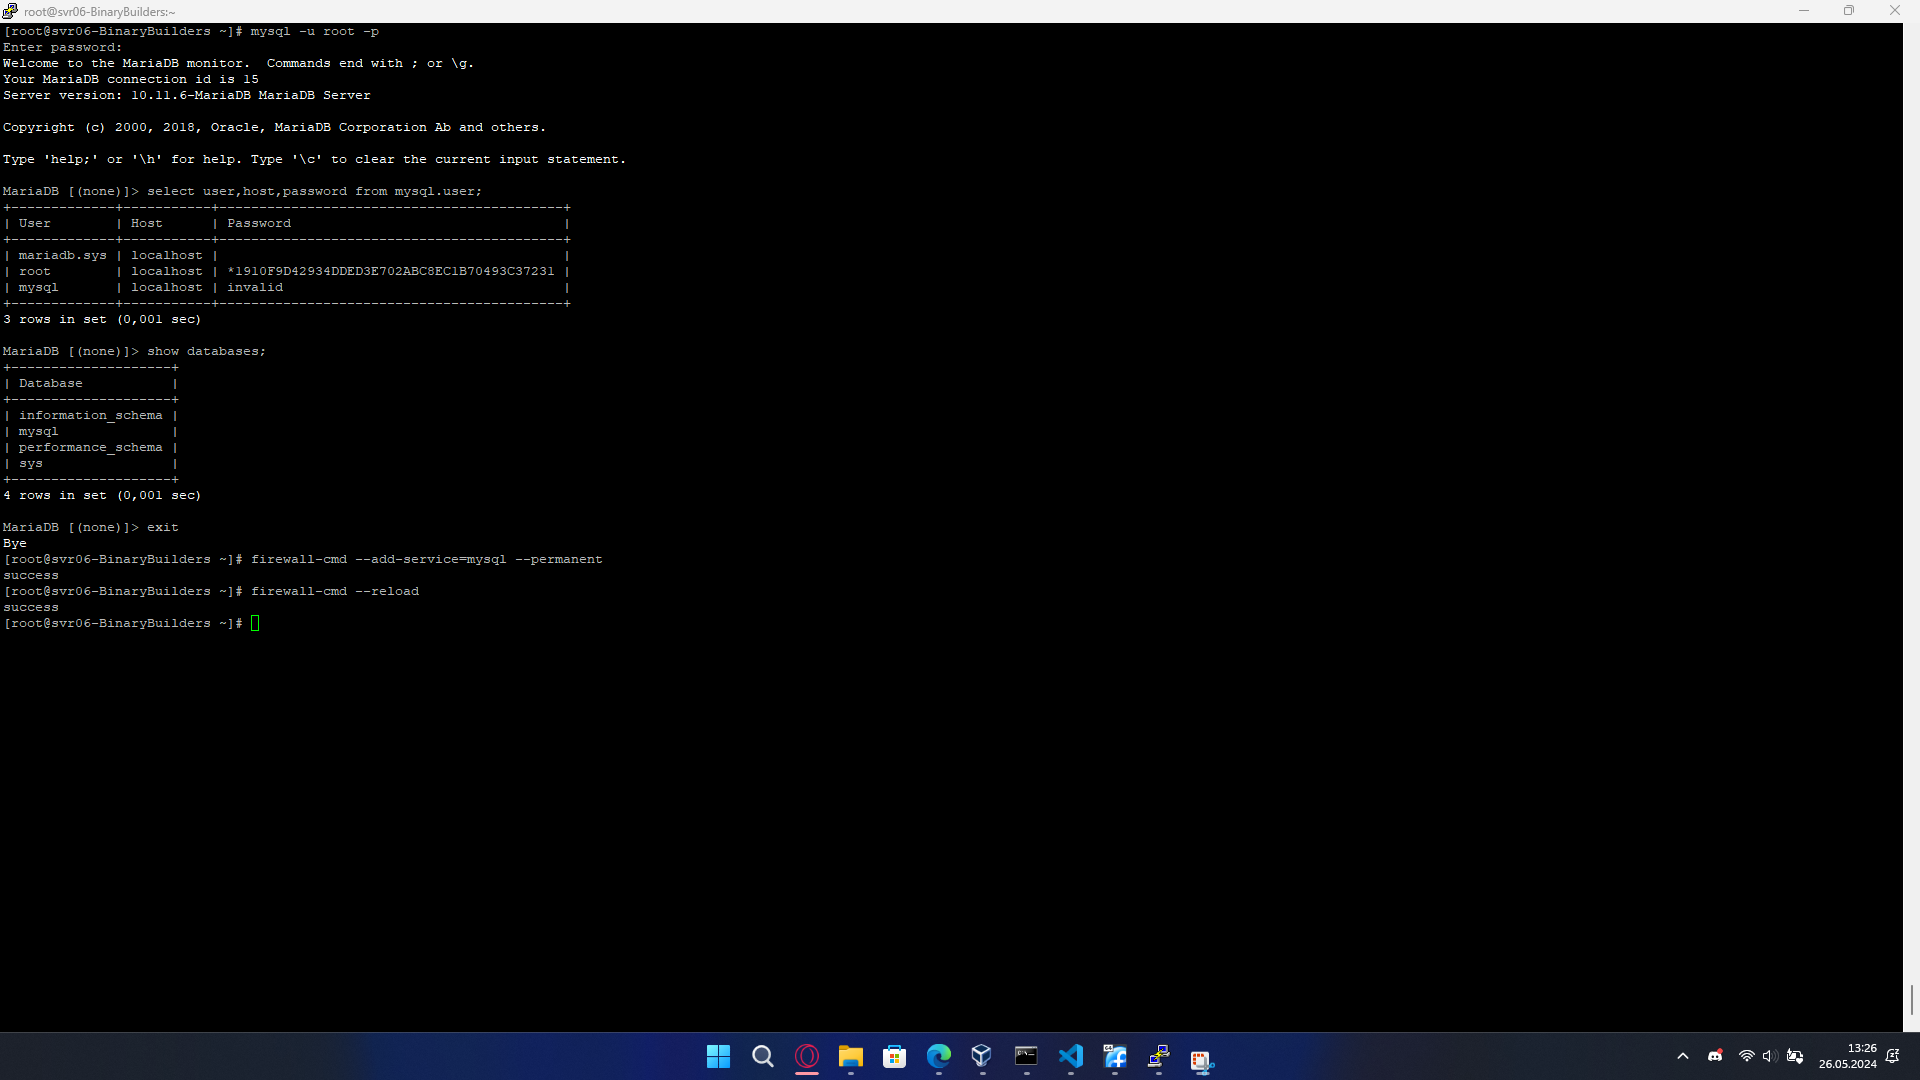 root@svr06-BinaryBuilders:~
[root@svr06-BinaryBuilders ~]# mysql -u root -p
Enter password:
Welcome to the MariaDB monitor.  Commands end with ; or \g.
Your MariaDB connection id is 15
Server version: 10.11.6-MariaDB MariaDB Server
Copyright (c) 2000, 2018, Oracle, MariaDB Corporation Ab and others.
Type 'help;' or '\h' for help. Type '\c' to clear the current input statement.
MariaDB [(none)]> select user,host,password from mysql.user;
+-------------+-----------+-------------------------------------------+
| User        | Host      | Password                                  |
+-------------+-----------+-------------------------------------------+
| mariadb.sys | localhost |                                           |
| root        | localhost | *1910F9D42934DDED3E702ABC8EC1B70493C37231 |
| mysql       | localhost | invalid                                   |
+-------------+-----------+-------------------------------------------+
3 rows in set (0,001 sec)
MariaDB [(none)]> show databases;
+--------------------+
| Database           |
+--------------------+
| information_schema |
| mysql              |
| performance_schema |
| sys                |
+--------------------+
4 rows in set (0,001 sec)
MariaDB [(none)]> exit
Bye
[root@svr06-BinaryBuilders ~]# firewall-cmd --add-service=mysql --permanent
success
[root@svr06-BinaryBuilders ~]# firewall-cmd --reload
success
[root@svr06-BinaryBuilders ~]#
13:26
26.05.2024